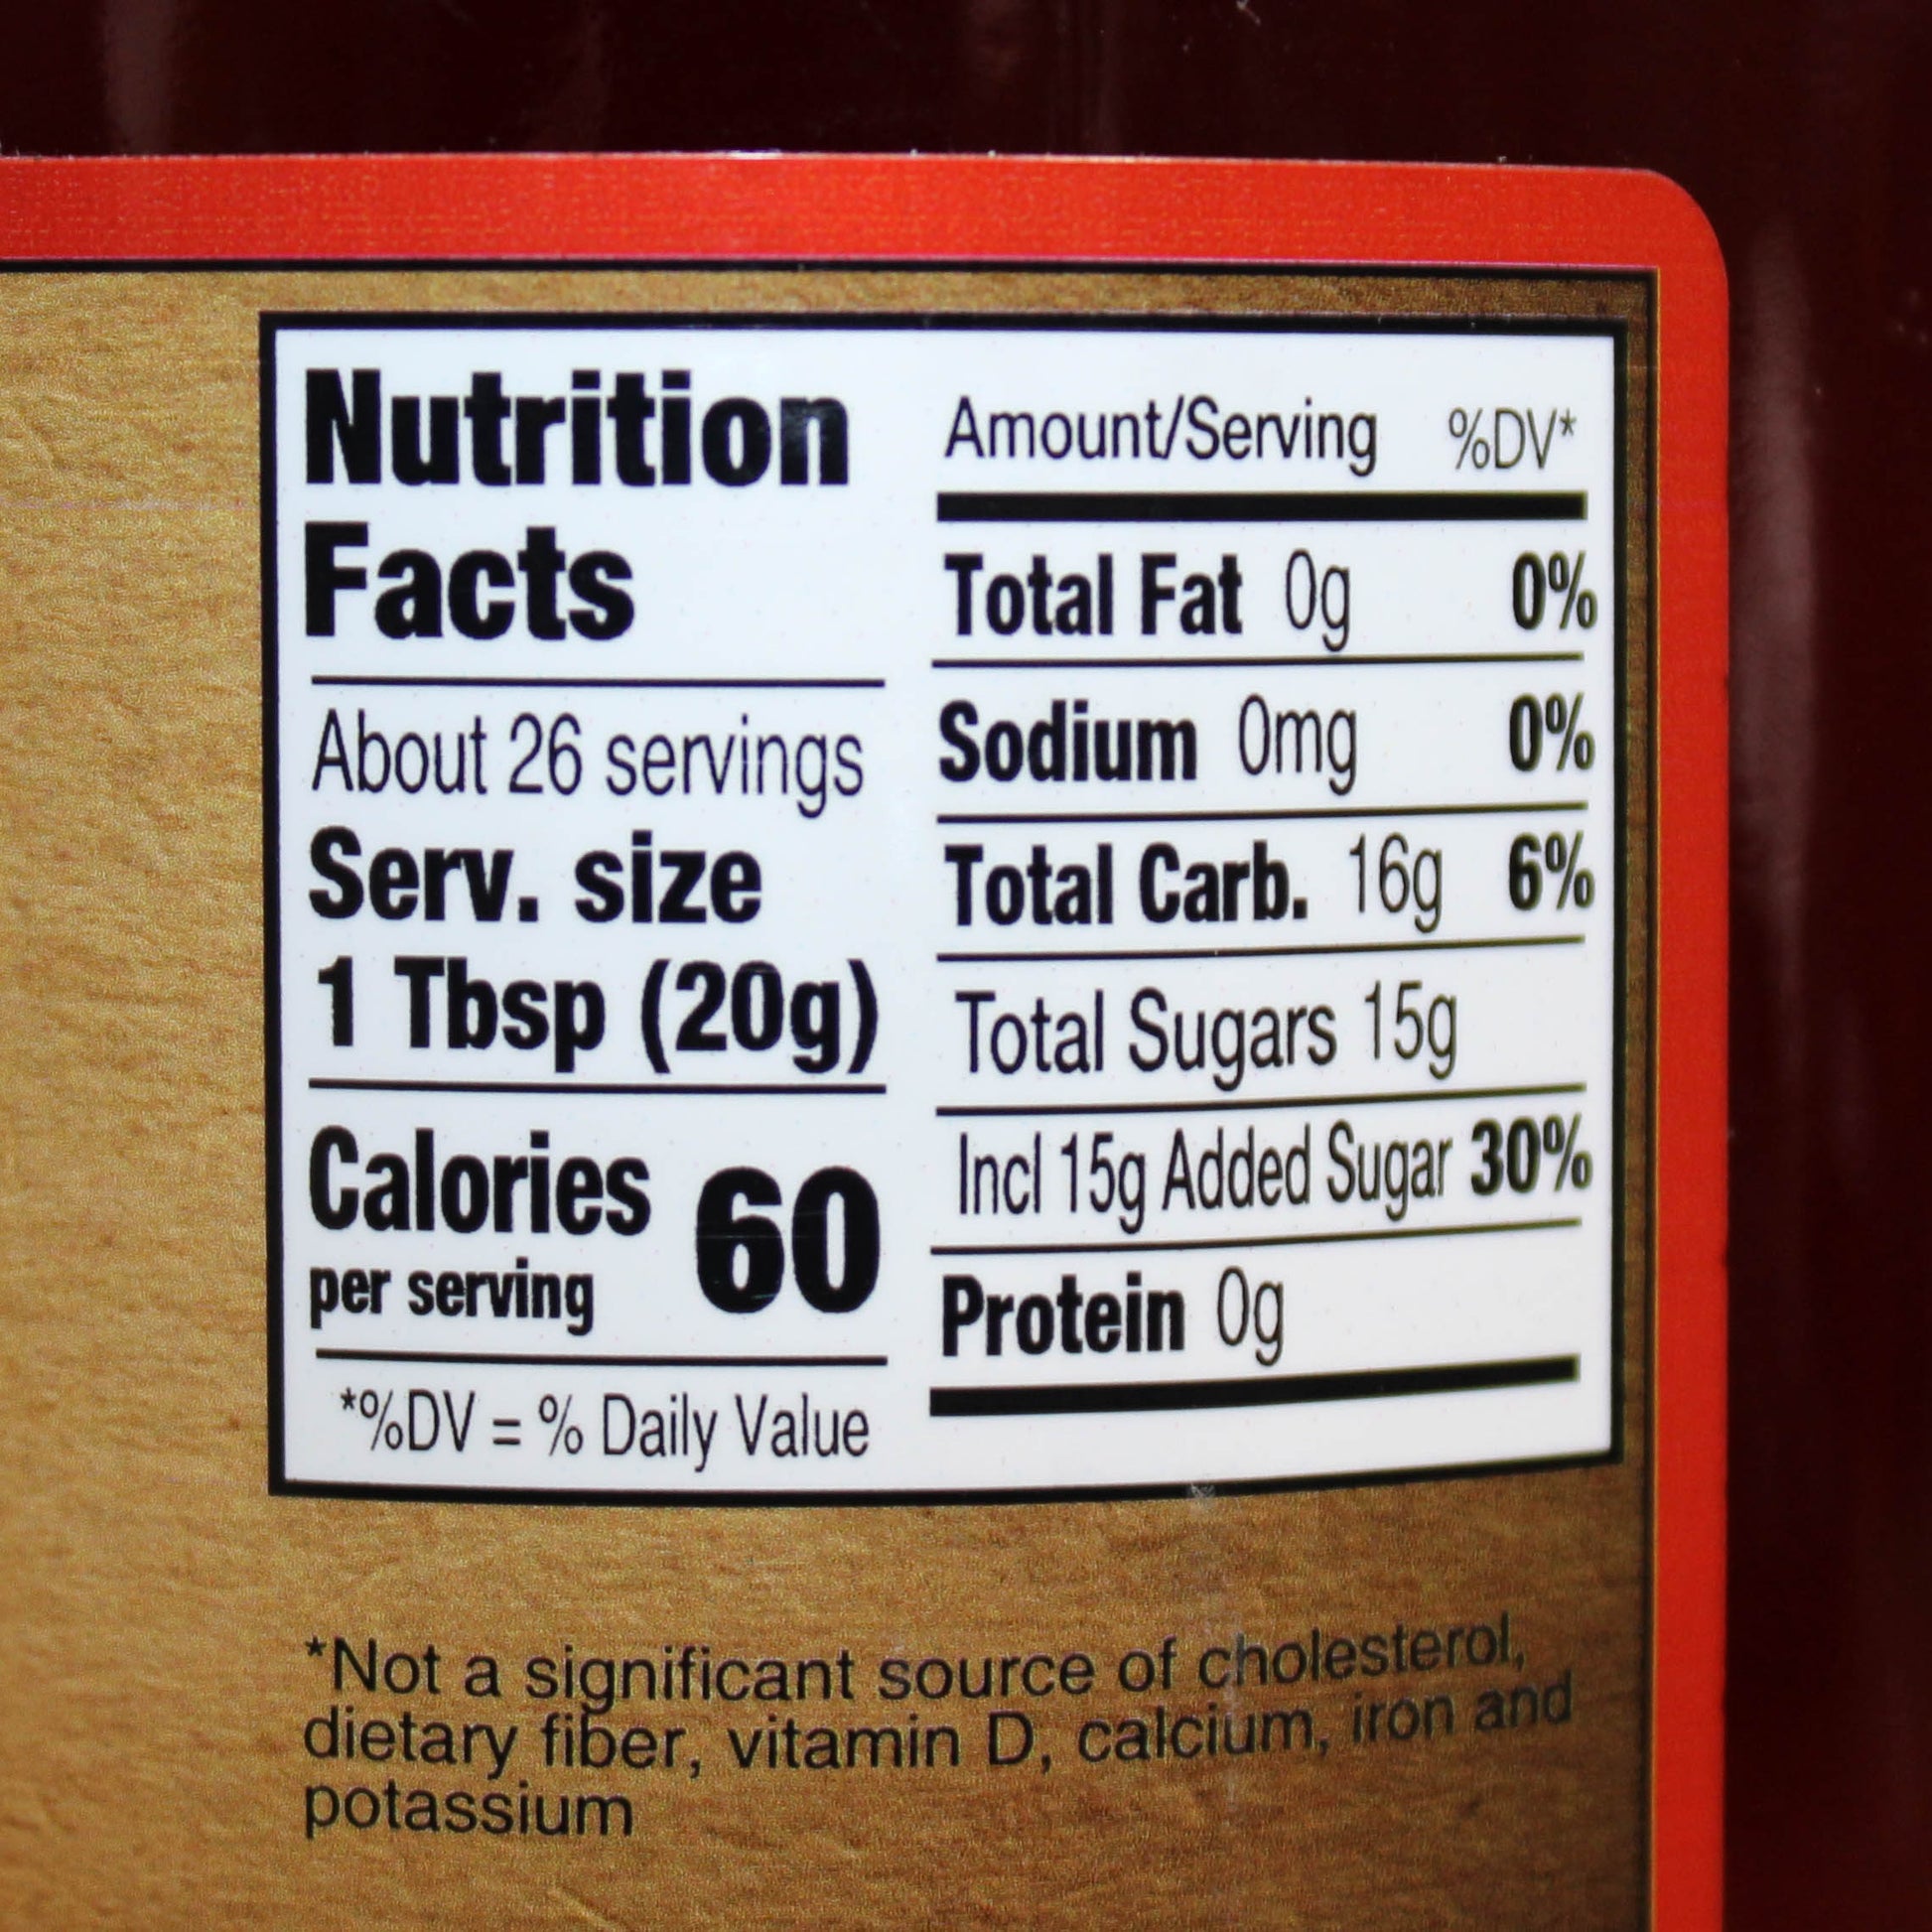 Nutrition
Facts
About 26 servings
Serv. size
1 Tbsp (20g)
Calories 60
per serving
*%DV = % Daily Value
Amount/Serving %DV*
Total Fat 0g 0%
Sodium 0mg 0%
Total Carb. 16g 6%
Total Sugars 15g
Incl 15g Added Sugar 30%
Protein 0g
*Not a significant source of cholesterol,
dietary fiber, vitamin D, calcium, iron and
potassium